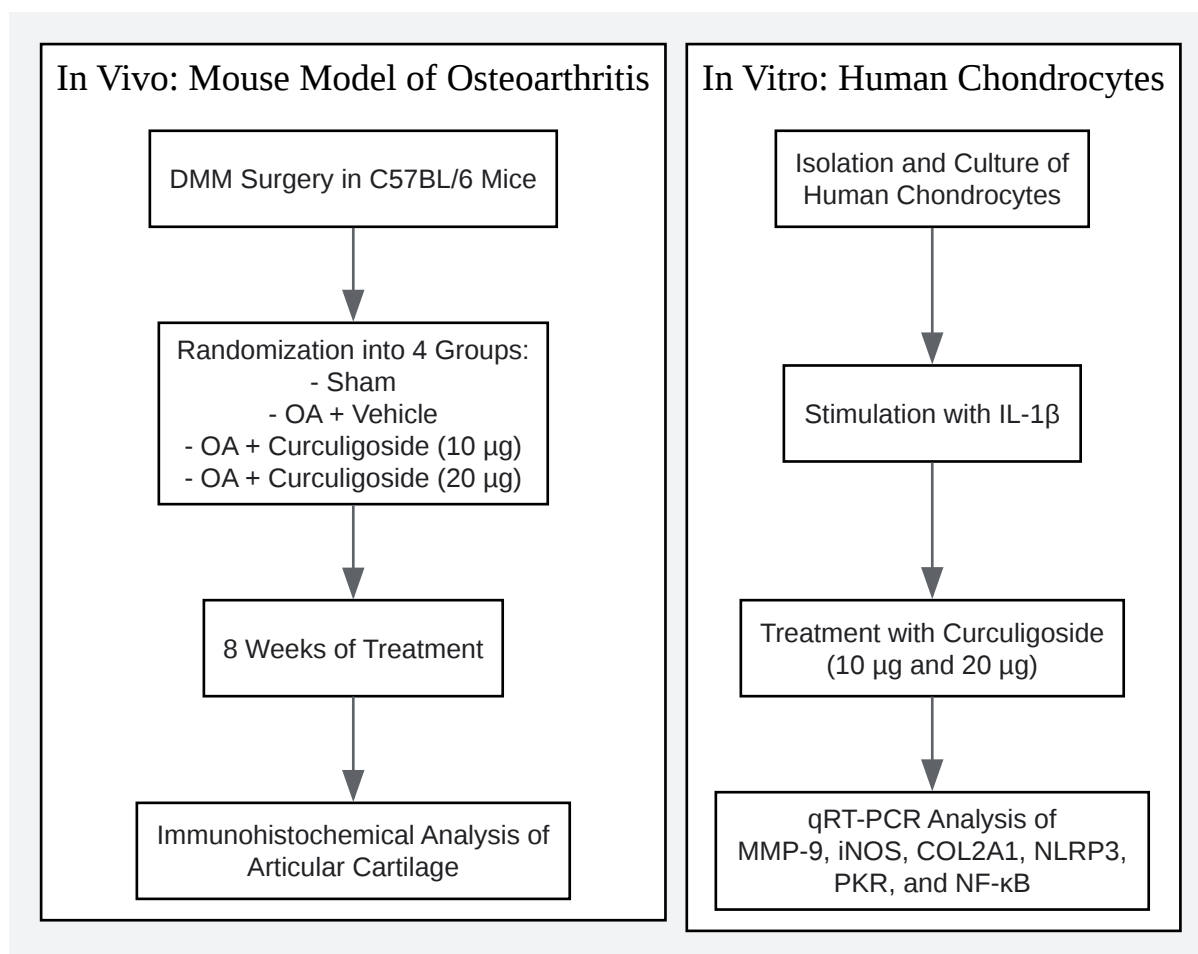 In Vivo: Mouse Model of Osteoarthritis
DMM Surgery in C57BL/6 Mice
Randomization into 4 Groups:
- Sham
- OA + Vehicle
- OA + Curculigoside (10 µg)
- OA + Curculigoside (20 µg)
8 Weeks of Treatment
Immunohistochemical Analysis of
Articular Cartilage
In Vitro: Human Chondrocytes
Isolation and Culture of
Human Chondrocytes
Stimulation with IL-1β
Treatment with Curculigoside
(10 µg and 20 µg)
qRT-PCR Analysis of
MMP-9, iNOS, COL2A1, NLRP3,
PKR, and NF-κB